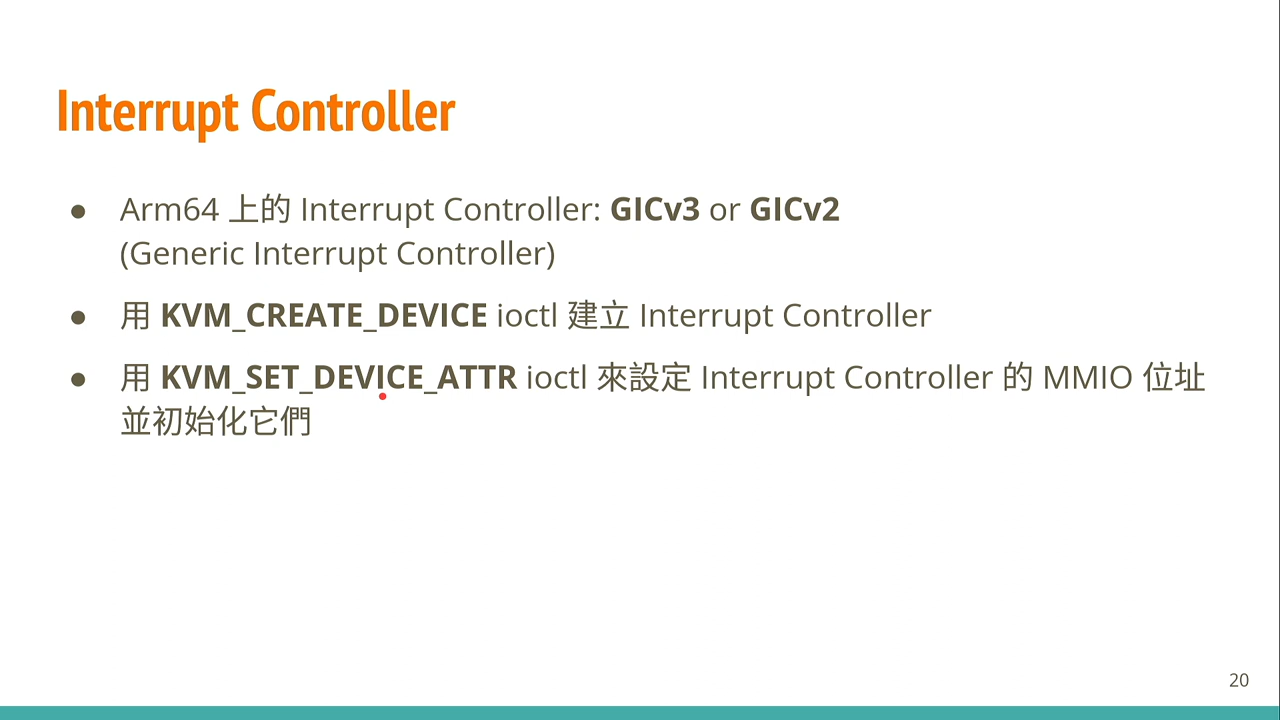 Interrupt Controller
● Arm64 上的 Interrupt Controller: GICv3 or GICv2
(Generic Interrupt Controller)
● 用 KVM_CREATE_DEVICE ioctl 建立 Interrupt Controller
● 用 KVM_SET_DEVICE_ATTR ioctl 來設定 Interrupt Controller 的 MMIO 位址
並初始化它們
20